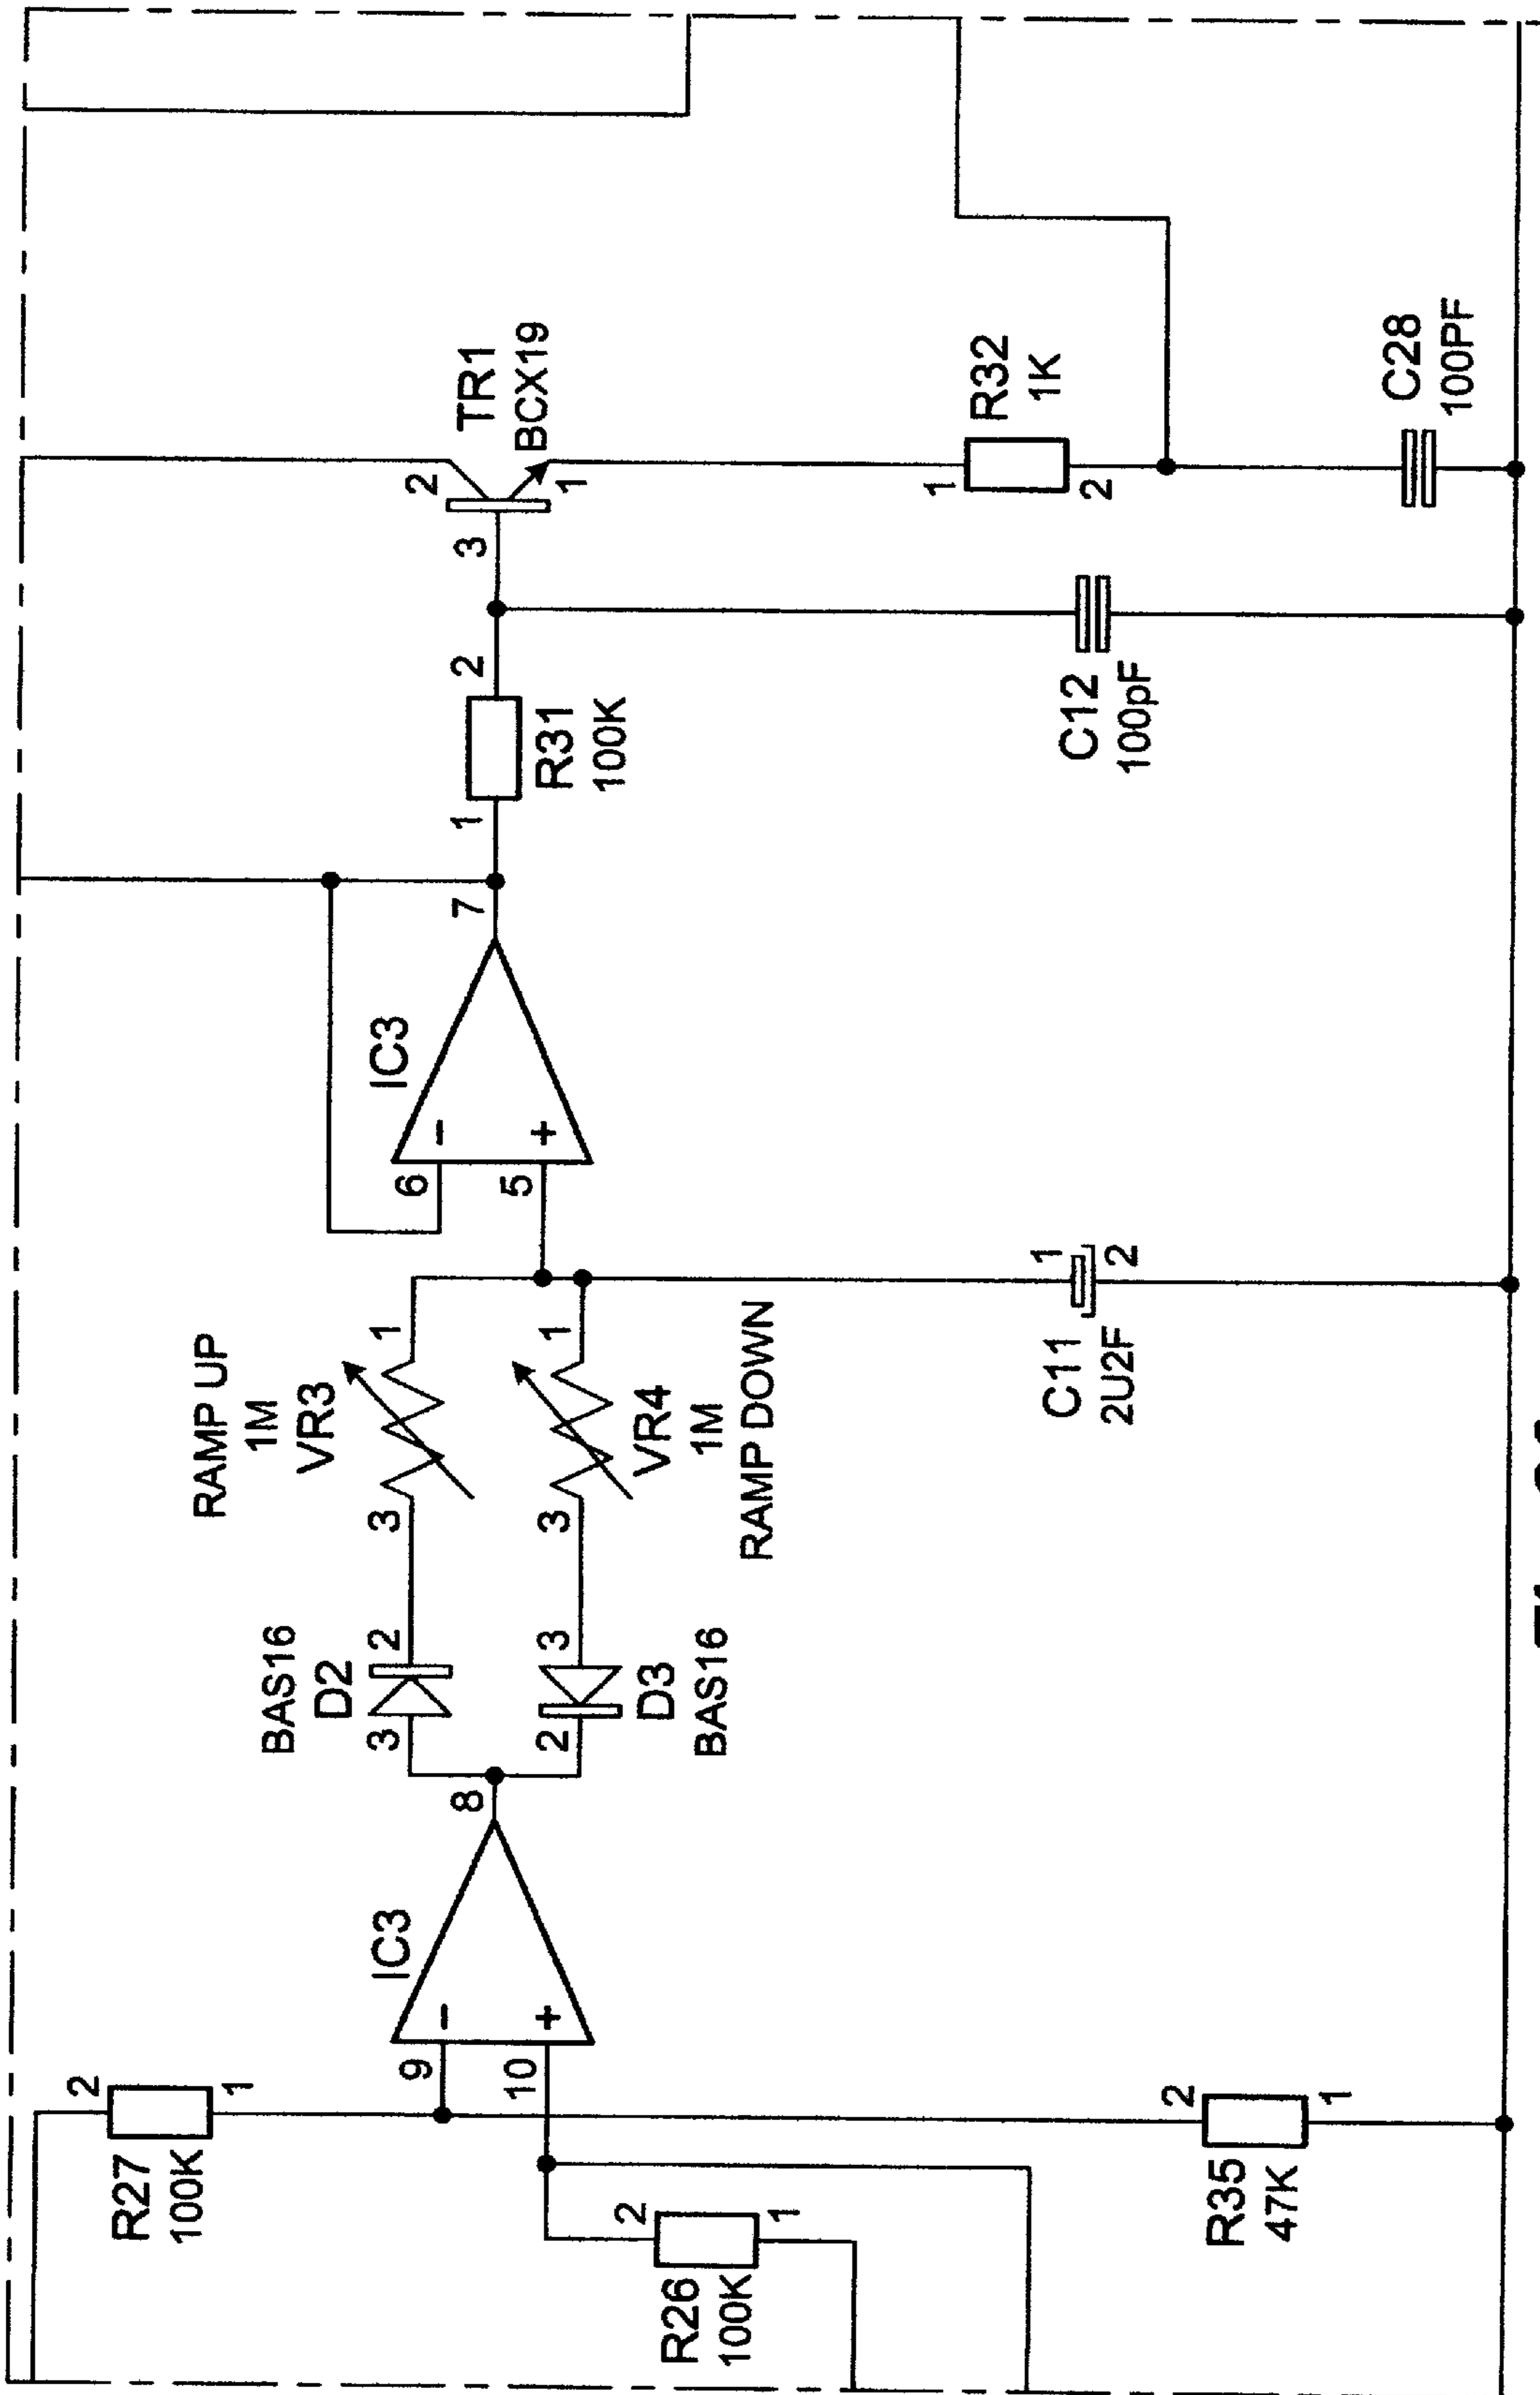 R27
100K
2
1
R26
100K
2
1
R35
47K
2
1
IC3
9
10
-
+
8
BAS16
D2
3
2
2
3
D3
BAS16
RAMP UP
1M
VR3
3
1
3
1
VR4
1M
RAMP DOWN
C11
2U2F
1
2
IC3
6
5
-
+
7
1
2
R31
100K
C12
100pF
3
2
1
TR1
BCX19
1
2
R32
1K
C28
100PF